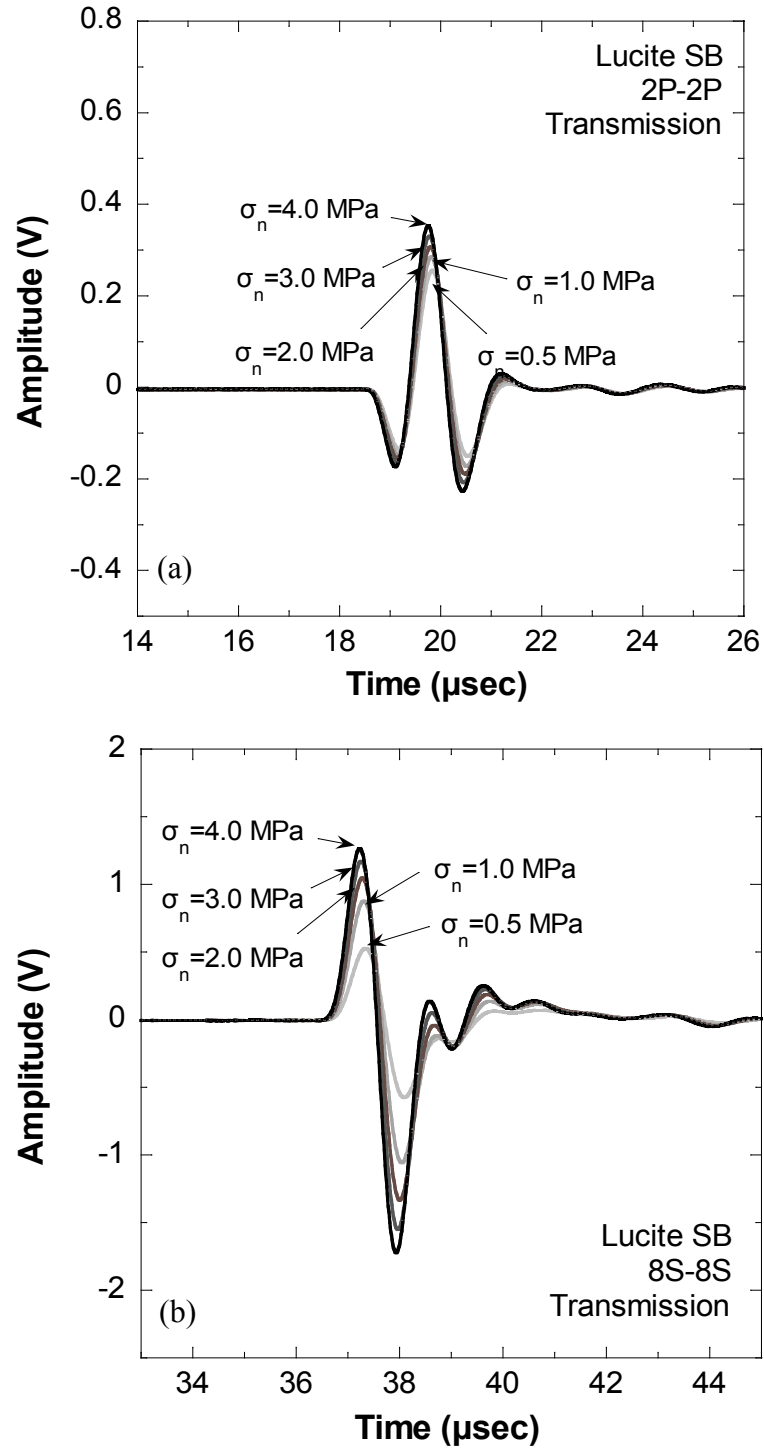 0.8
Lucite SB
2P-2P
Transmission
0.6
0.4
σn=4.0 MPa
σn=3.0 MPa
σn=1.0 MPa
0.2
σn=2.0 MPa
σn=0.5 MPa
0
-0.2
-0.4
Amplitude (V)
(a)
14 16 18 20 22 24 26
Time (µsec)
2
σn=4.0 MPa
σn=3.0 MPa
σn=1.0 MPa
1
σn=2.0 MPa
σn=0.5 MPa
0
-1
-2
Amplitude (V)
Lucite SB
8S-8S
Transmission
(b)
34 36 38 40 42 44
Time (µsec)